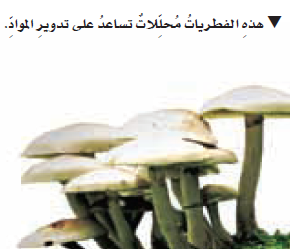 ▼ هذهِ الفطرياتُ مُحلِّلاتٌ تساعدُ على تدويرِ الموادِّ.